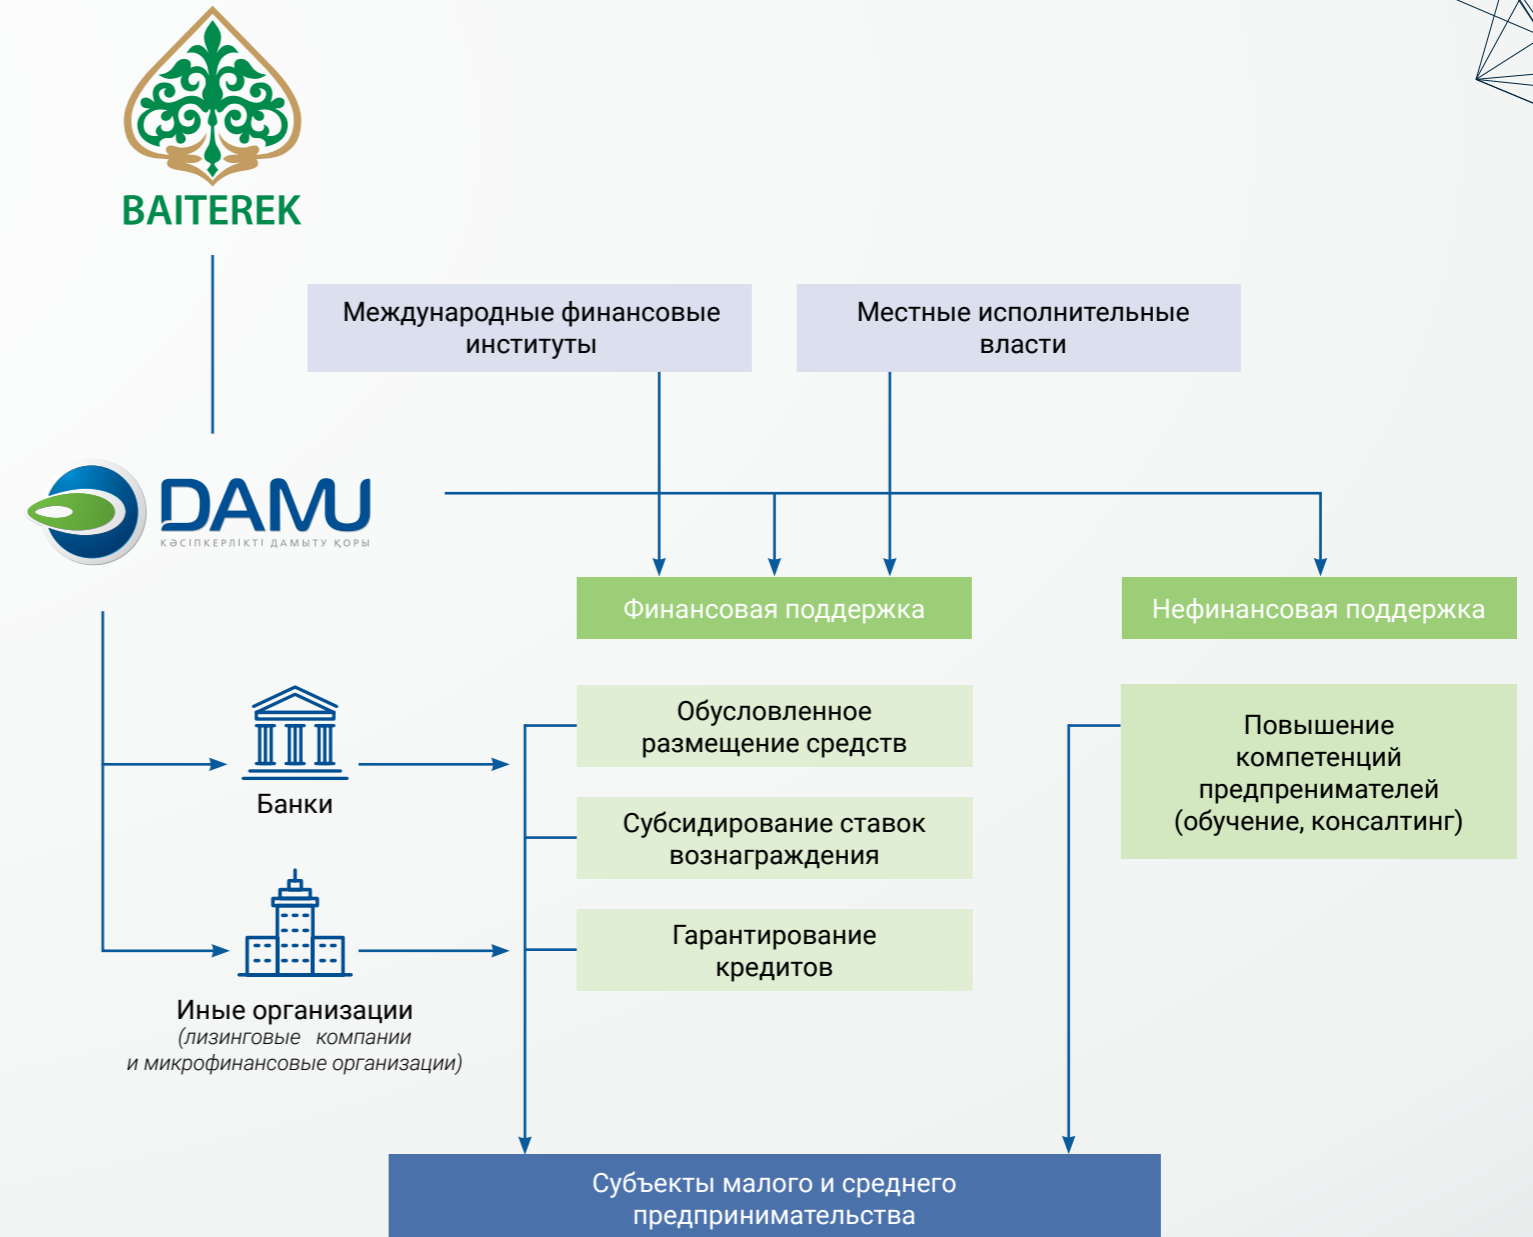 BAITEREK
Международные финансовые
институты
Местные исполнительные
власти
DAMU
КӘСІПКЕРЛІКТІ ДАМЫТУ ҚОРЫ
Финансовая поддержка
Нефинансовая поддержка
Обусловленное
размещение средств
Субсидирование ставок
вознаграждения
Гарантирование
кредитов
Повышение
компетенций
предпренимателей
(обучение, консалтинг)
Банки
Иные организации
(лизинговые компании
и микрофинансовые организации)
Субъекты малого и среднего
предпринимательства